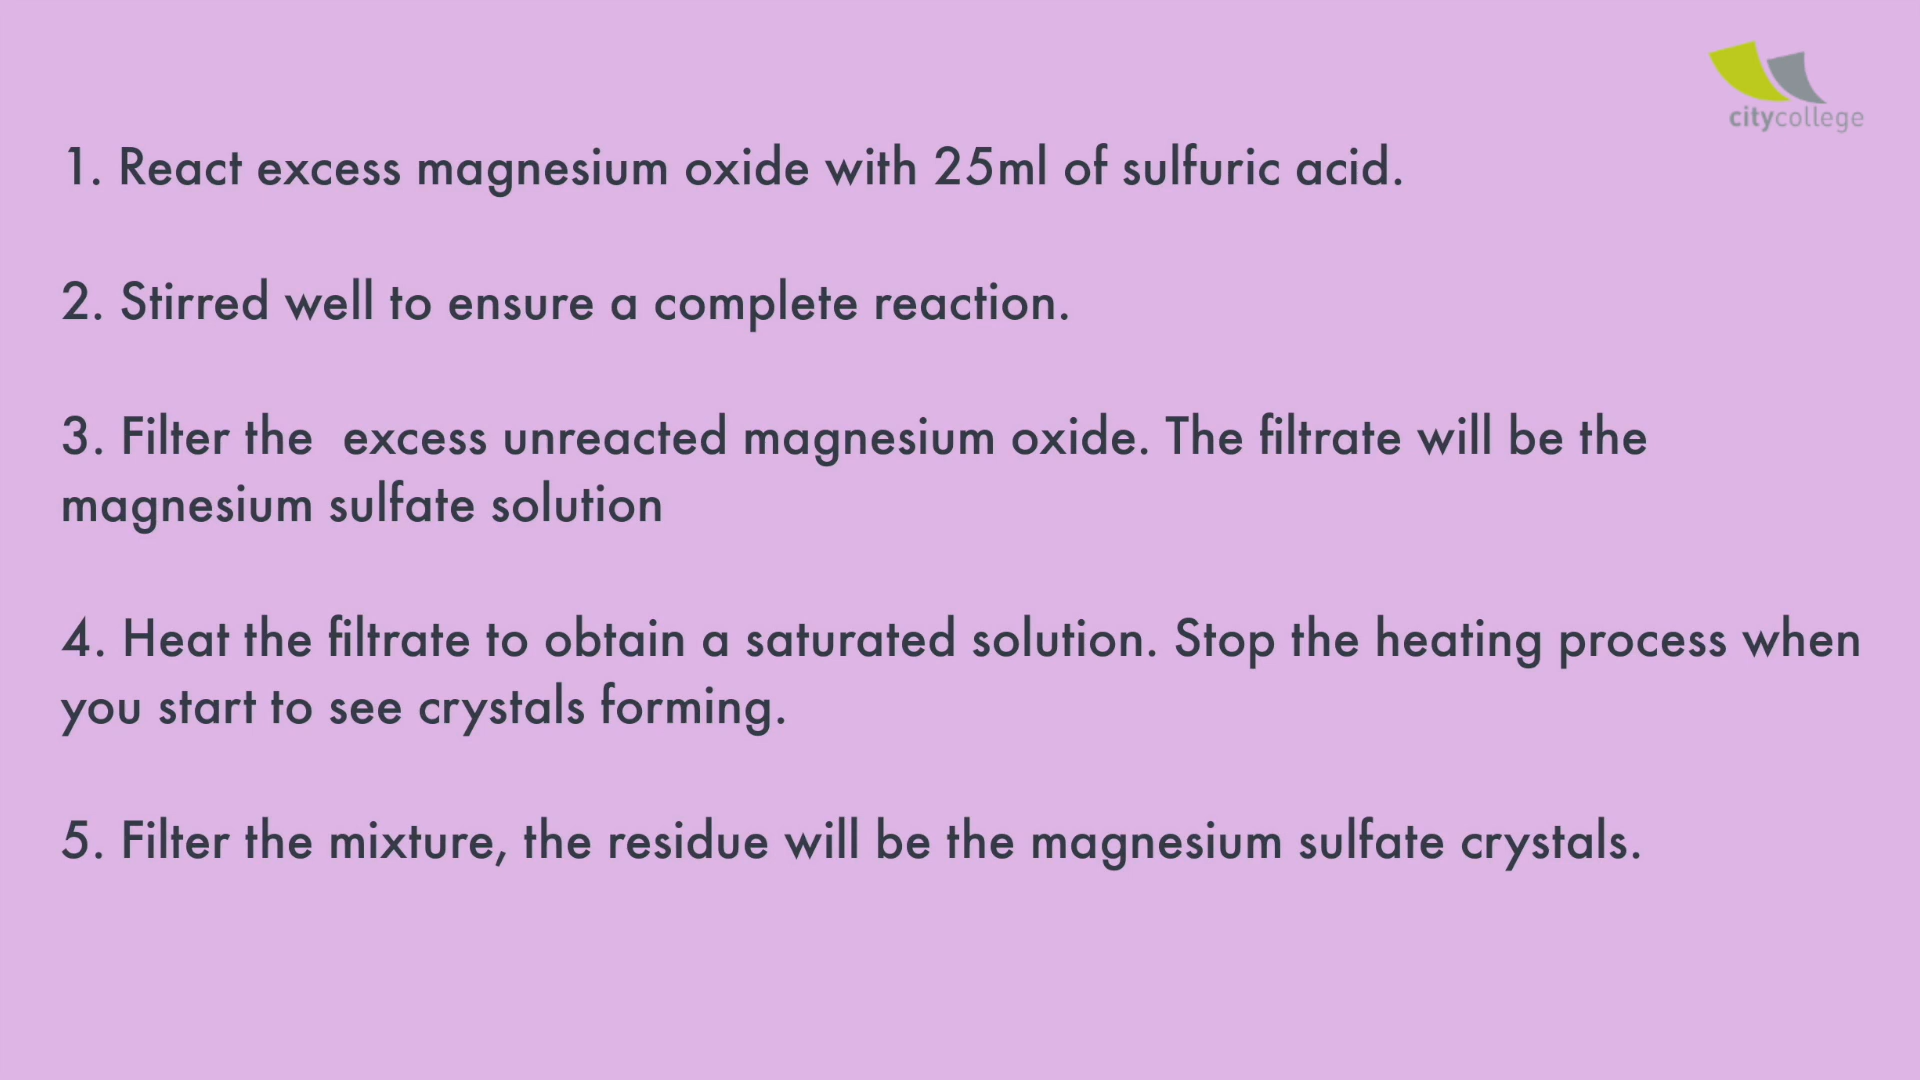 citycollege
1. React excess magnesium oxide with 25ml of sulfuric acid.
2. Stirred well to ensure a complete reaction.
3. Filter the  excess unreacted magnesium oxide. The filtrate will be the
magnesium sulfate solution
4. Heat the filtrate to obtain a saturated solution. Stop the heating process when
you start to see crystals forming.
5. Filter the mixture, the residue will be the magnesium sulfate crystals.